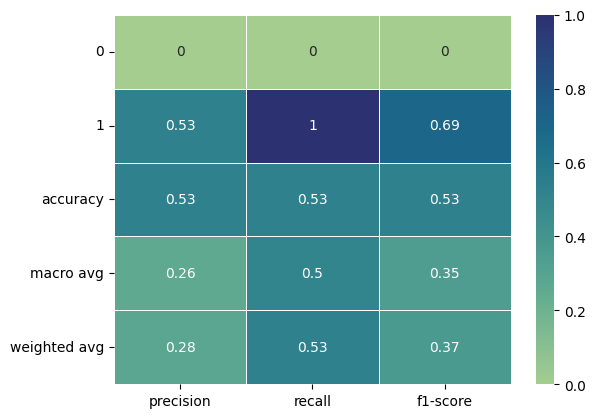 0 0 0 0
1 0.53 1 0.69
accuracy 0.53 0.53 0.53
macro avg 0.26 0.5 0.35
weighted avg 0.28 0.53 0.37
precision recall f1-score
1.0
0.8
0.6
0.4
0.2
0.0